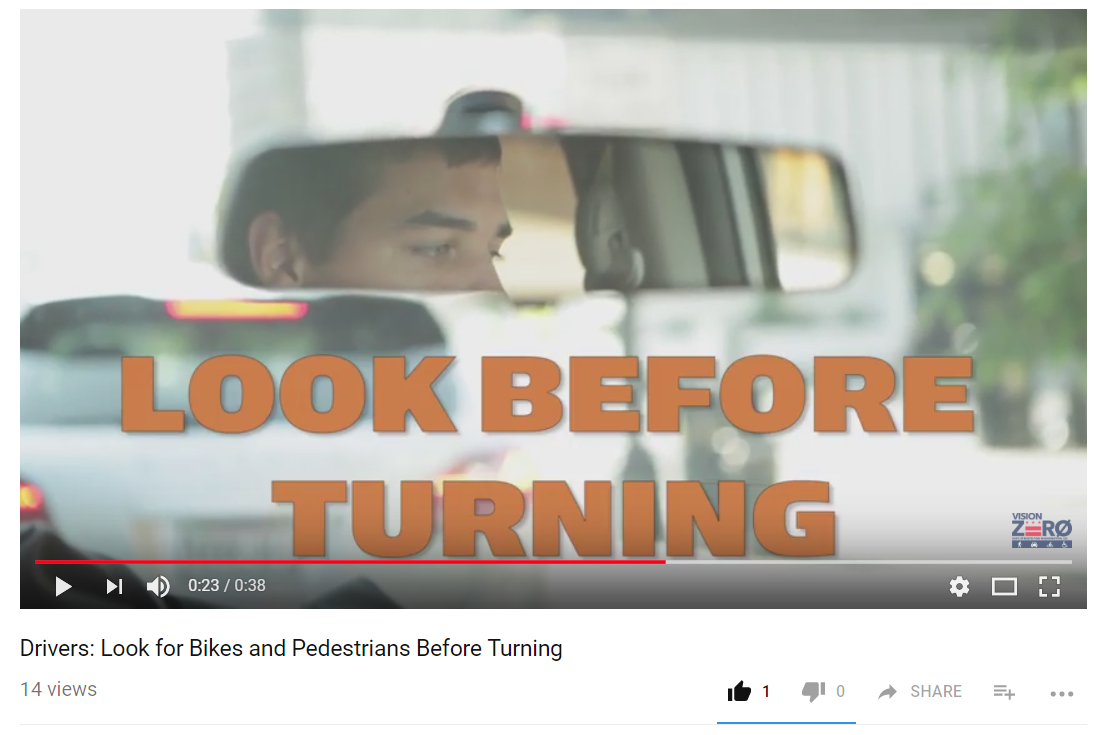 LOOK BEFORE
TURNING
VISION
ZERØ
0:23 / 0:38
Drivers: Look for Bikes and Pedestrians Before Turning
14 views
1
0
SHARE